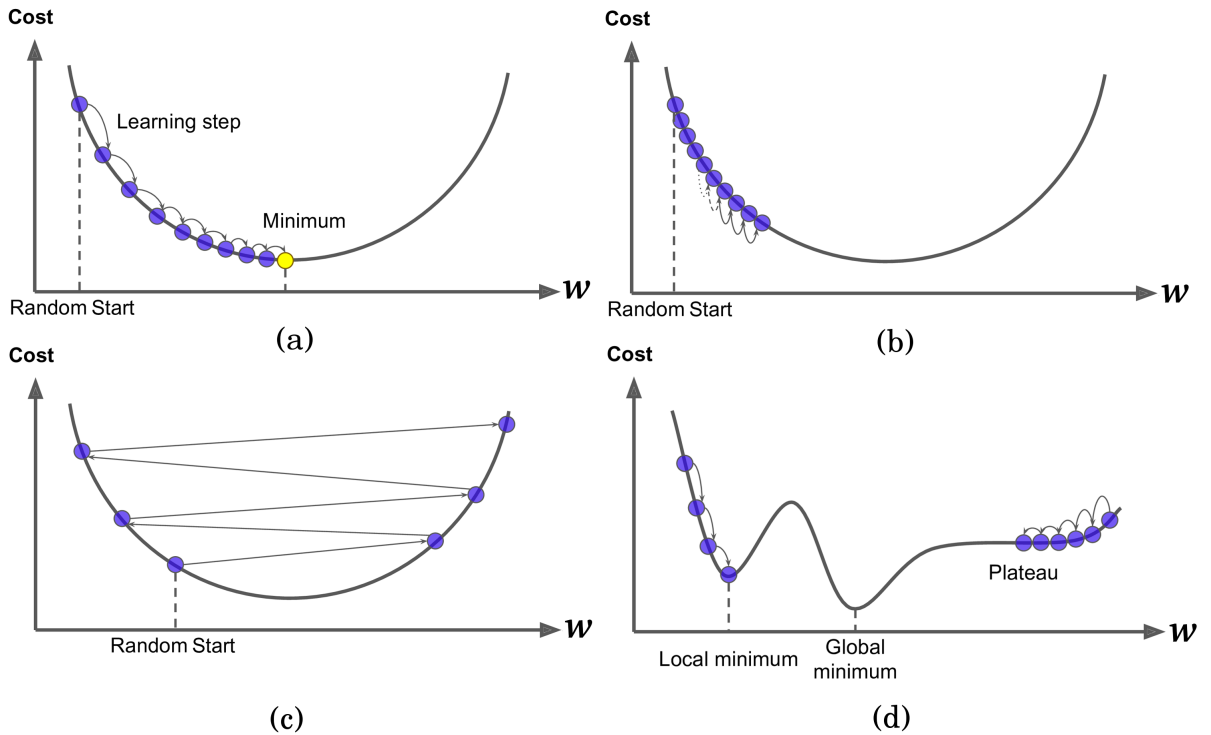 Cost
Learning step
Minimum
w
Random Start
(a)
Cost
w
Random Start
(b)
Cost
w
Random Start
(c)
Cost
Plateau
w
Local minimum
Global
minimum
(d)